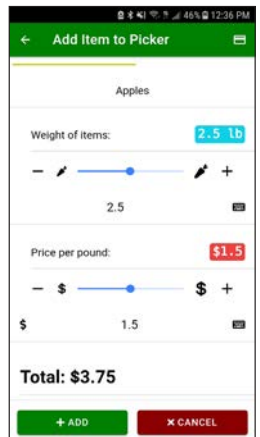 46% 12:36 PM
Add Item to Picker
Apples
Weight of items: 2.5 lb
2.5
Price per pound: $1.5
$ $
$ 1.5
Total: $3.75
+ ADD × CANCEL